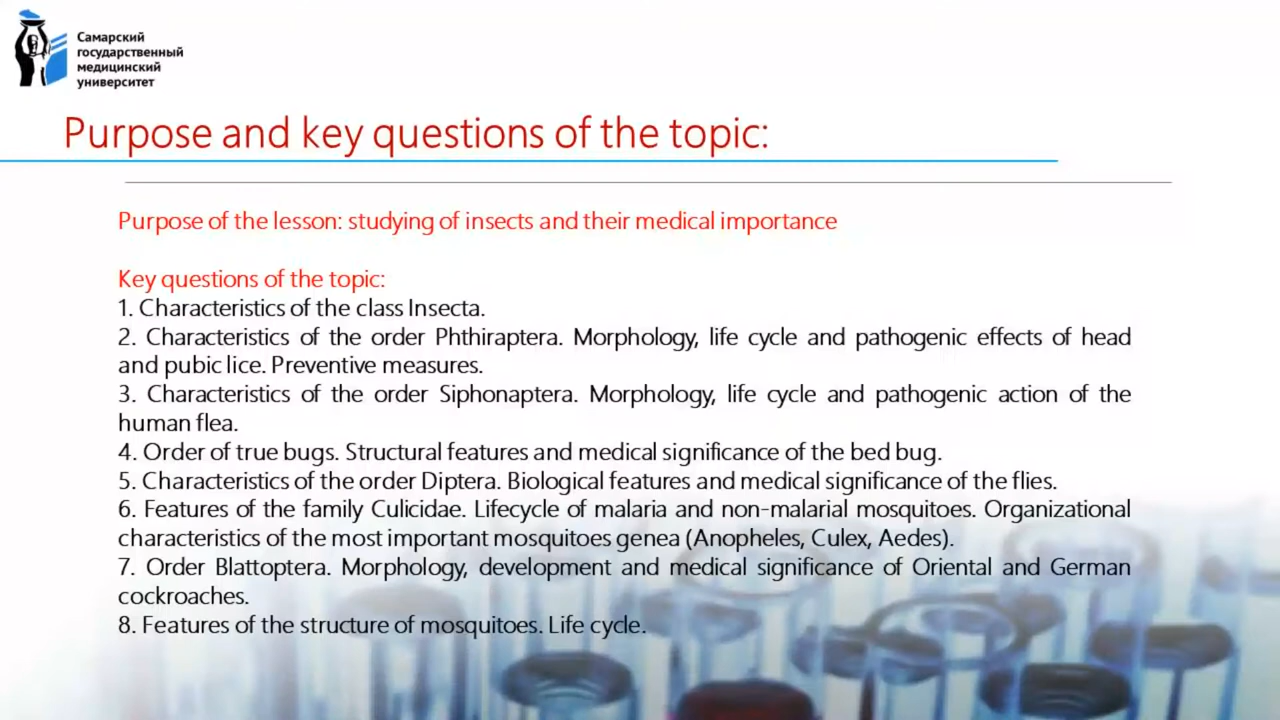 Самарский
государственный
медицинский
университет
Purpose and key questions of the topic:
Purpose of the lesson: studying of insects and their medical importance
Key questions of the topic:
1. Characteristics of the class Insecta.
2. Characteristics of the order Phthiraptera. Morphology, life cycle and pathogenic effects of head
and pubic lice. Preventive measures.
3. Characteristics of the order Siphonaptera. Morphology, life cycle and pathogenic action of the
human flea.
4. Order of true bugs. Structural features and medical significance of the bed bug.
5. Characteristics of the order Diptera. Biological features and medical significance of the flies.
6. Features of the family Culicidae. Lifecycle of malaria and non-malarial mosquitoes. Organizational
characteristics of the most important mosquitoes genea (Anopheles, Culex, Aedes).
7. Order Blattoptera. Morphology, development and medical significance of Oriental and German
cockroaches.
8. Features of the structure of mosquitoes. Life cycle.